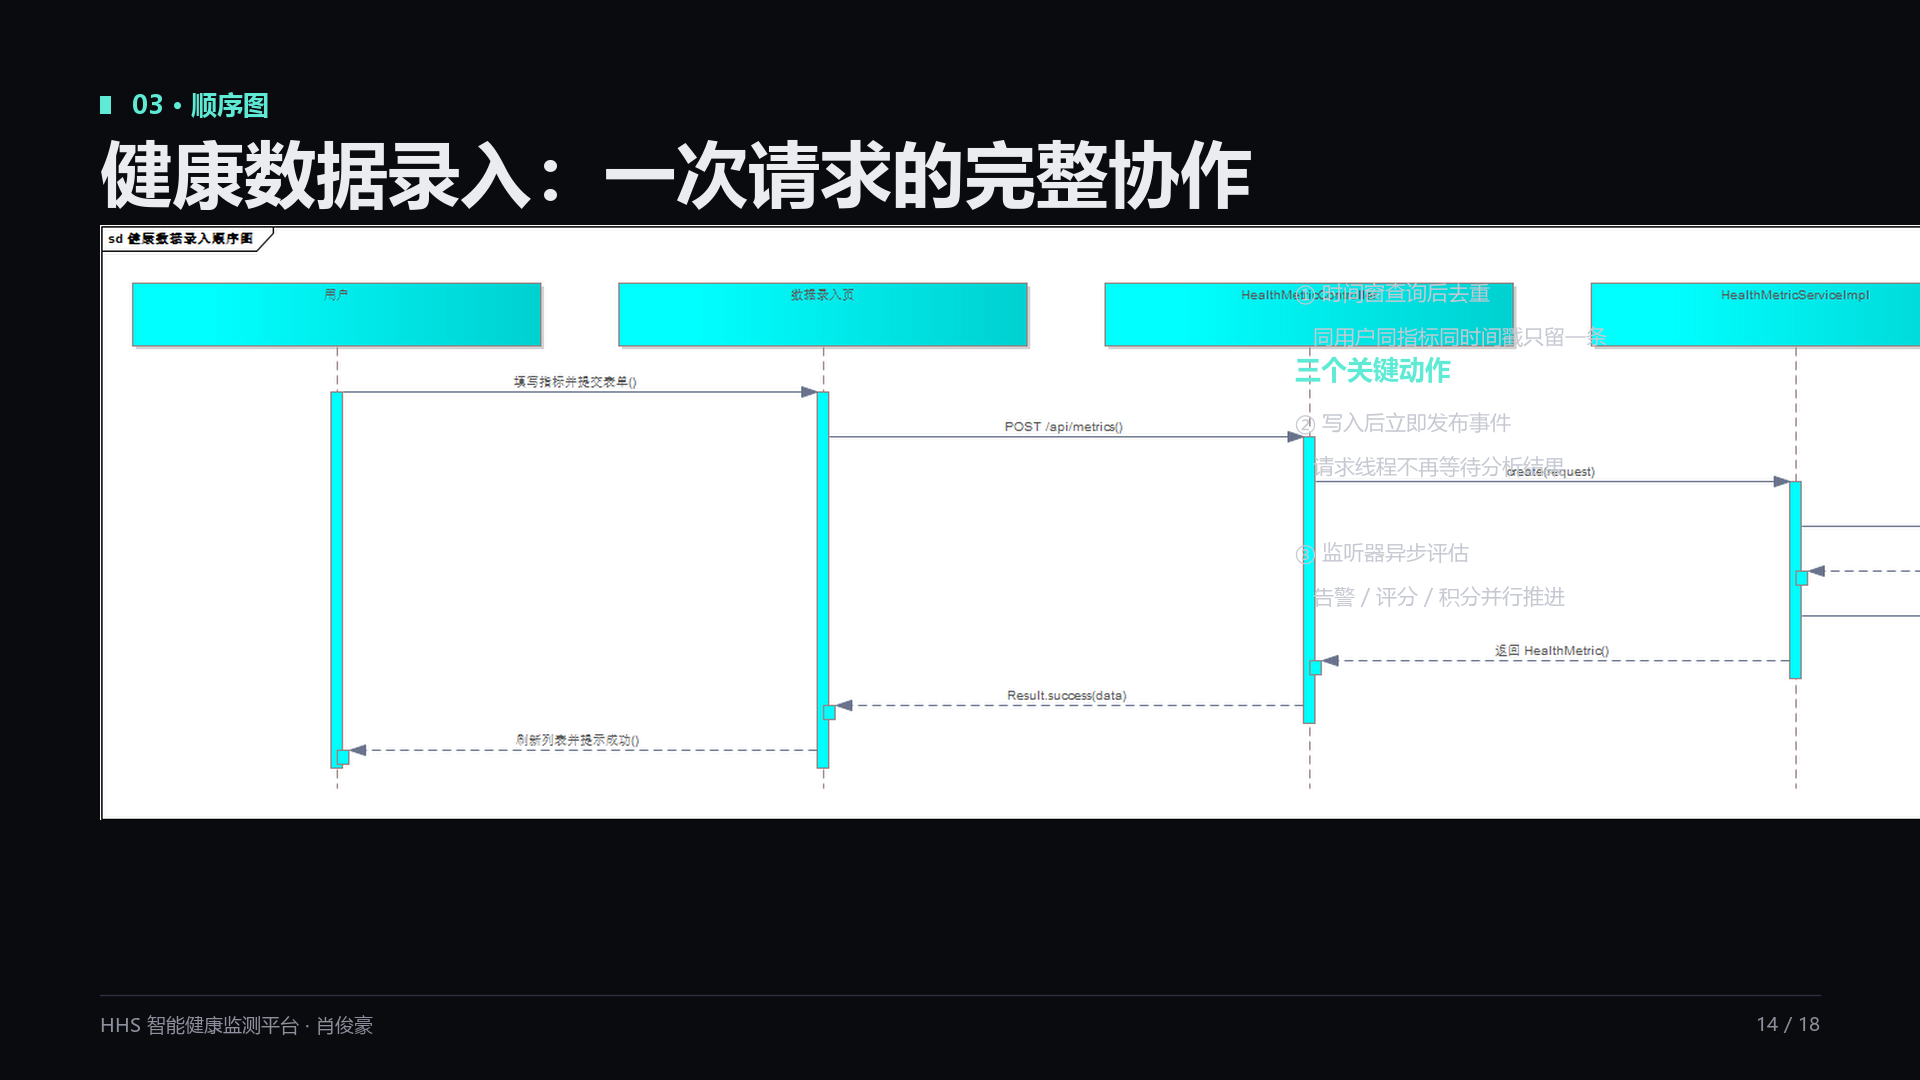 03 · 顺序图
健康数据录入：一次请求的完整协作
sd 健康数据录入顺序图
用户
数据录入页
HealthMetricController
HealthMetricServiceImpl
① 时间窗查询后去重
同用户同指标同时间戳只留一条
三个关键动作
填写指标并提交表单()
② 写入后立即发布事件
POST /api/metrics()
请求线程不再等待分析结果
create(request)
③ 监听器异步评估
告警 / 评分 / 积分并行推进
返回 HealthMetric()
Result.success(data)
刷新列表并提示成功()
HHS 智能健康监测平台 · 肖俊豪
14 / 18